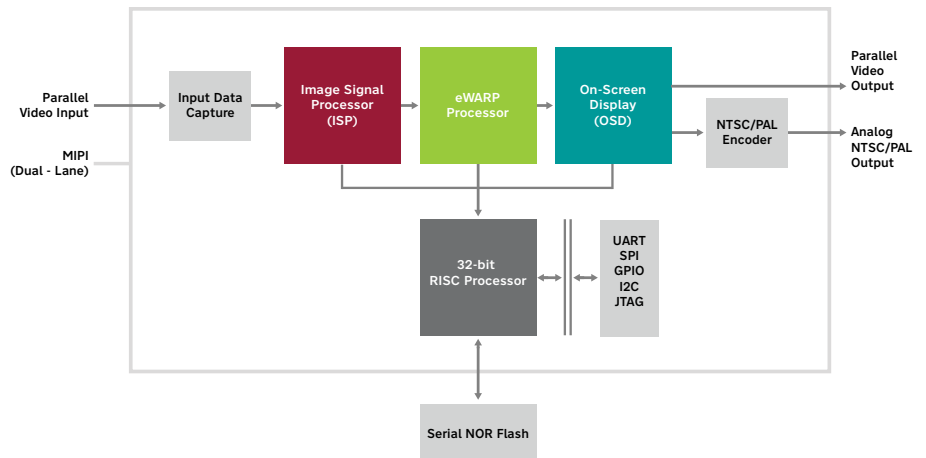 Parallel
Video Input
MIPI
(Dual - Lane)
Input Data
Capture
Image Signal
Processor
(ISP)
eWARP
Processor
On-Screen
Display
(OSD)
NTSC/PAL
Encoder
Parallel
Video
Output
Analog
NTSC/PAL
Output
32-bit
RISC Processor
UART
SPI
GPIO
I2C
JTAG
Serial NOR Flash